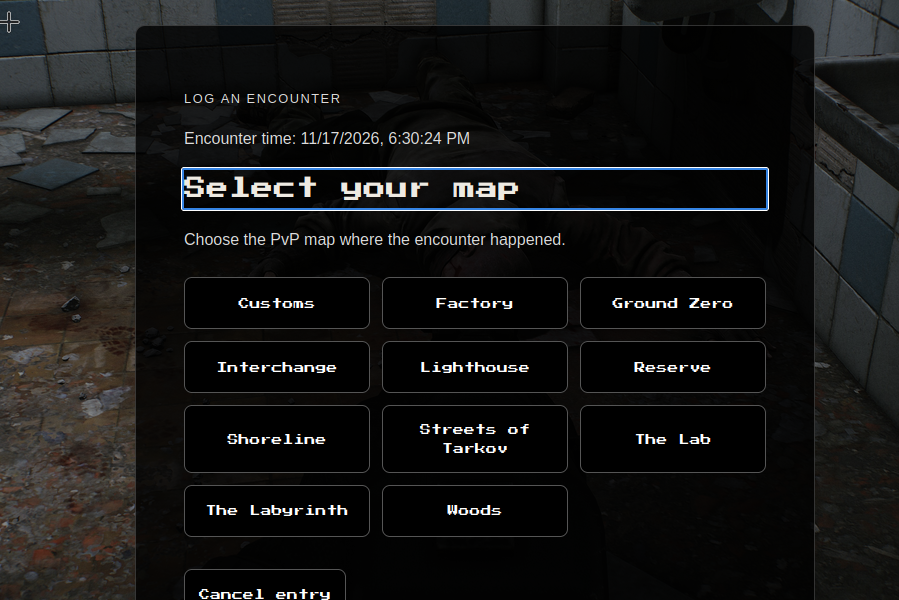 LOG AN ENCOUNTER
Encounter time: 11/17/2026, 6:30:24 PM
Select your map
Choose the PvP map where the encounter happened.
Customs
Factory
Ground Zero
Interchange
Lighthouse
Reserve
Shoreline
Streets of
Tarkov
The Lab
The Labyrinth
Woods
Cancel entry